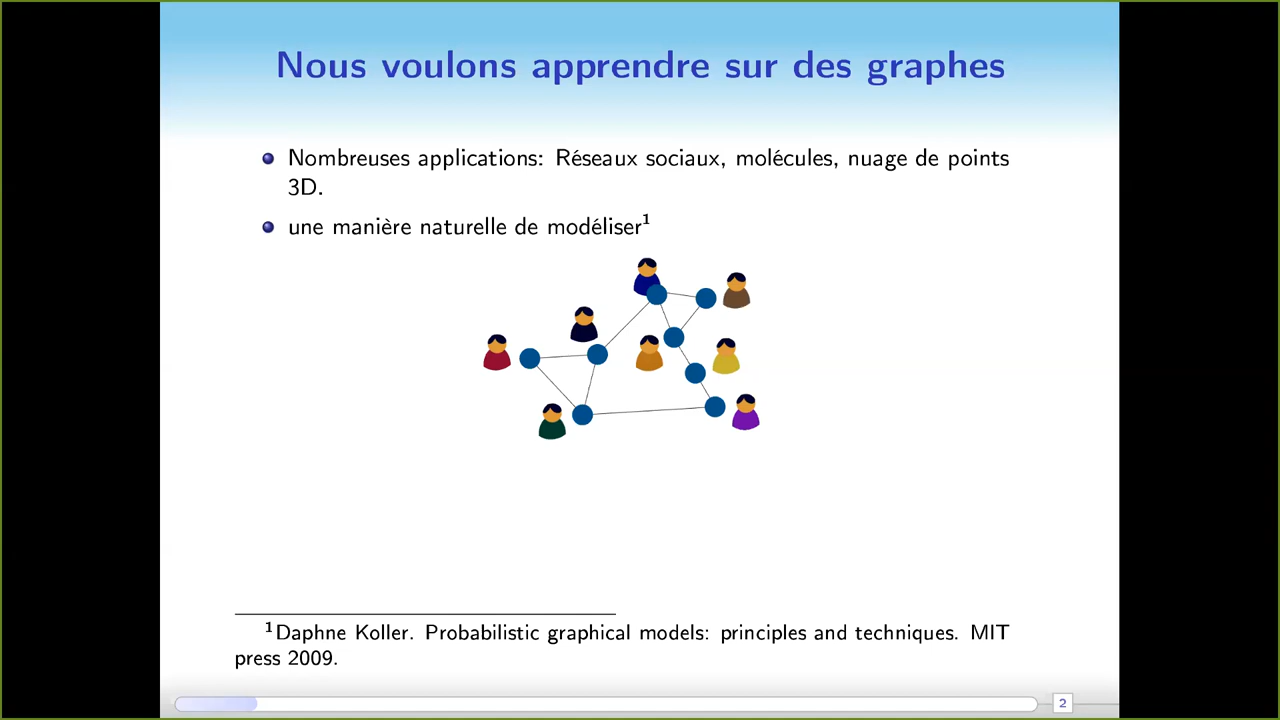 Nous voulons apprendre sur des graphes
Nombreuses applications: Réseaux sociaux, molécules, nuage de points
3D.
une manière naturelle de modéliser¹
¹Daphne Koller. Probabilistic graphical models: principles and techniques. MIT
press 2009.
2